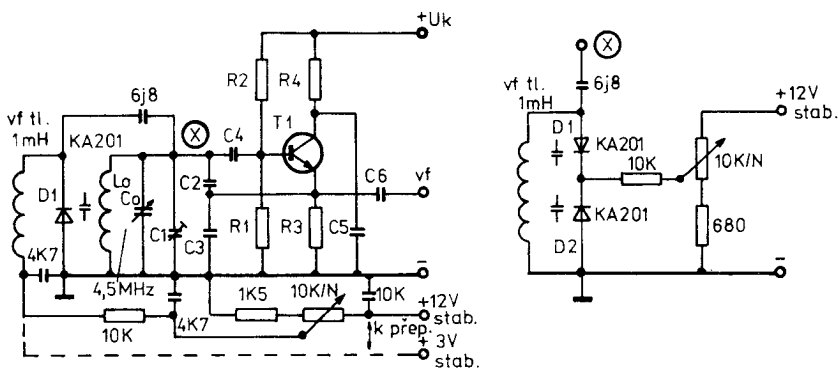 +Uk
R2
R4
6j8
vf tl.
1mH
KA201
X
C4
T1
Lo
Co
C2
C6
vf
D1
C1
C3
R1
R3
C5
4K7
–
4,5MHz
4K7
1K5
10K/N
10K
+12V
stab.
10K
k přep.
+ 3V
stab.
X
6j8
vf tl.
1mH
+12V
stab.
D1
KA201
10K
10K/N
KA201
680
D2
–